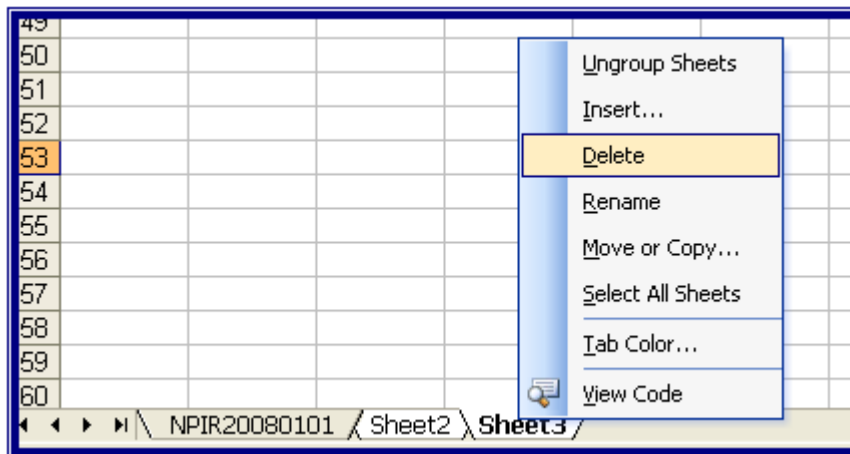 49
50
51
52
53
54
55
56
57
58
59
60
Ungroup Sheets
Insert...
Delete
Rename
Move or Copy...
Select All Sheets
Tab Color...
View Code
NPIR20080101 Sheet2 Sheet3